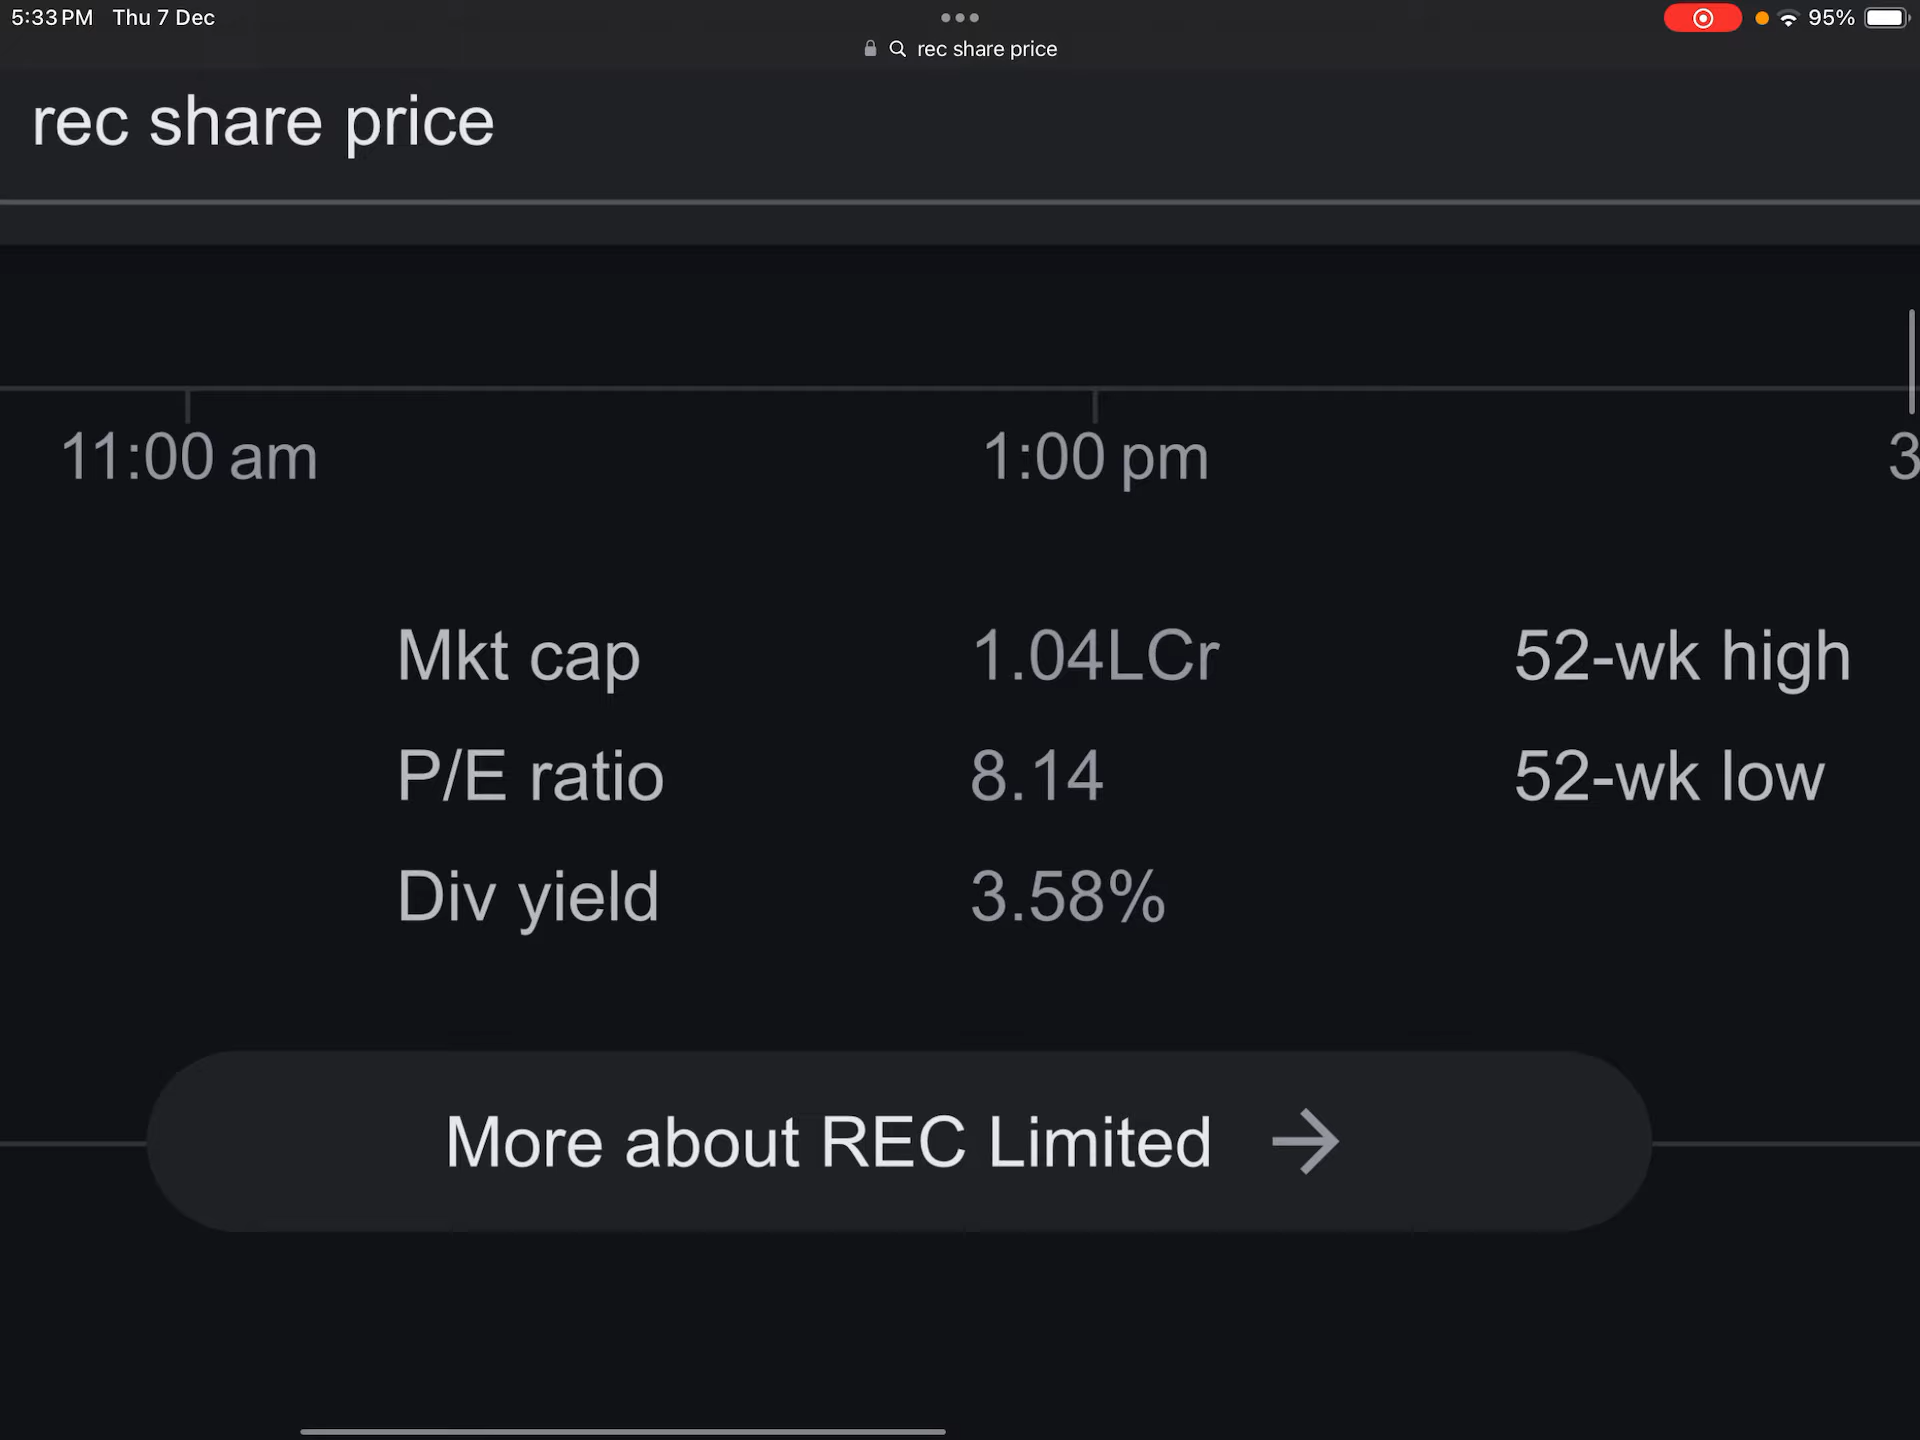 5:33 PM Thu 7 Dec
95%
rec share price
rec share price
11:00 am 1:00 pm 3
Mkt cap 1.04LCr 52-wk high
P/E ratio 8.14 52-wk low
Div yield 3.58%
More about REC Limited →